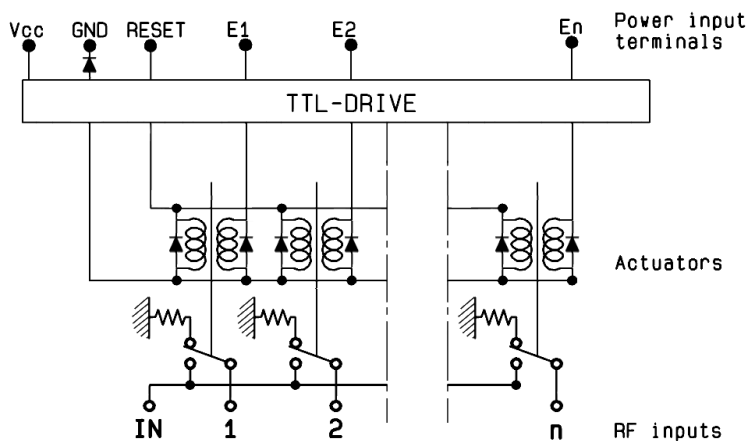 Vcc GND RESET E1 E2 En Power input
terminals
TTL-DRIVE
Actuators
IN 1 2 n RF inputs